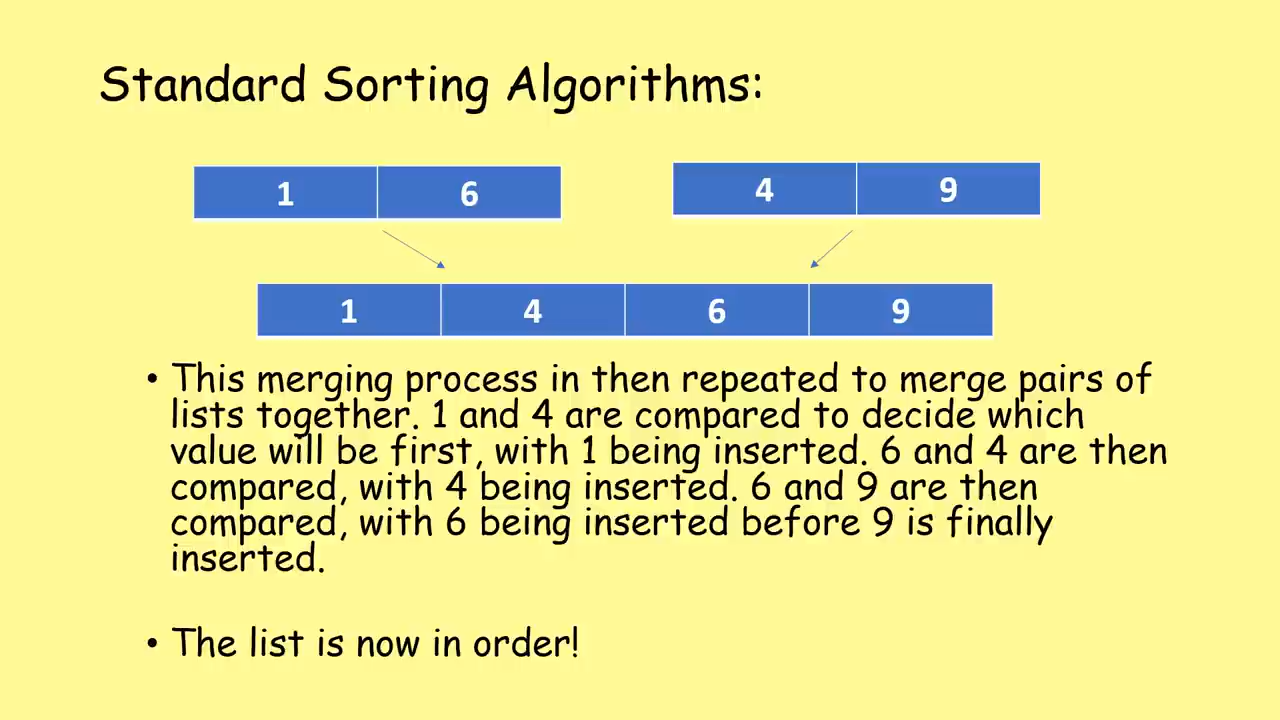 Standard Sorting Algorithms:
1 6 4 9
1 4 6 9
• This merging process in then repeated to merge pairs of
lists together. 1 and 4 are compared to decide which
value will be first, with 1 being inserted. 6 and 4 are then
compared, with 4 being inserted. 6 and 9 are then
compared, with 6 being inserted before 9 is finally
inserted.
• The list is now in order!